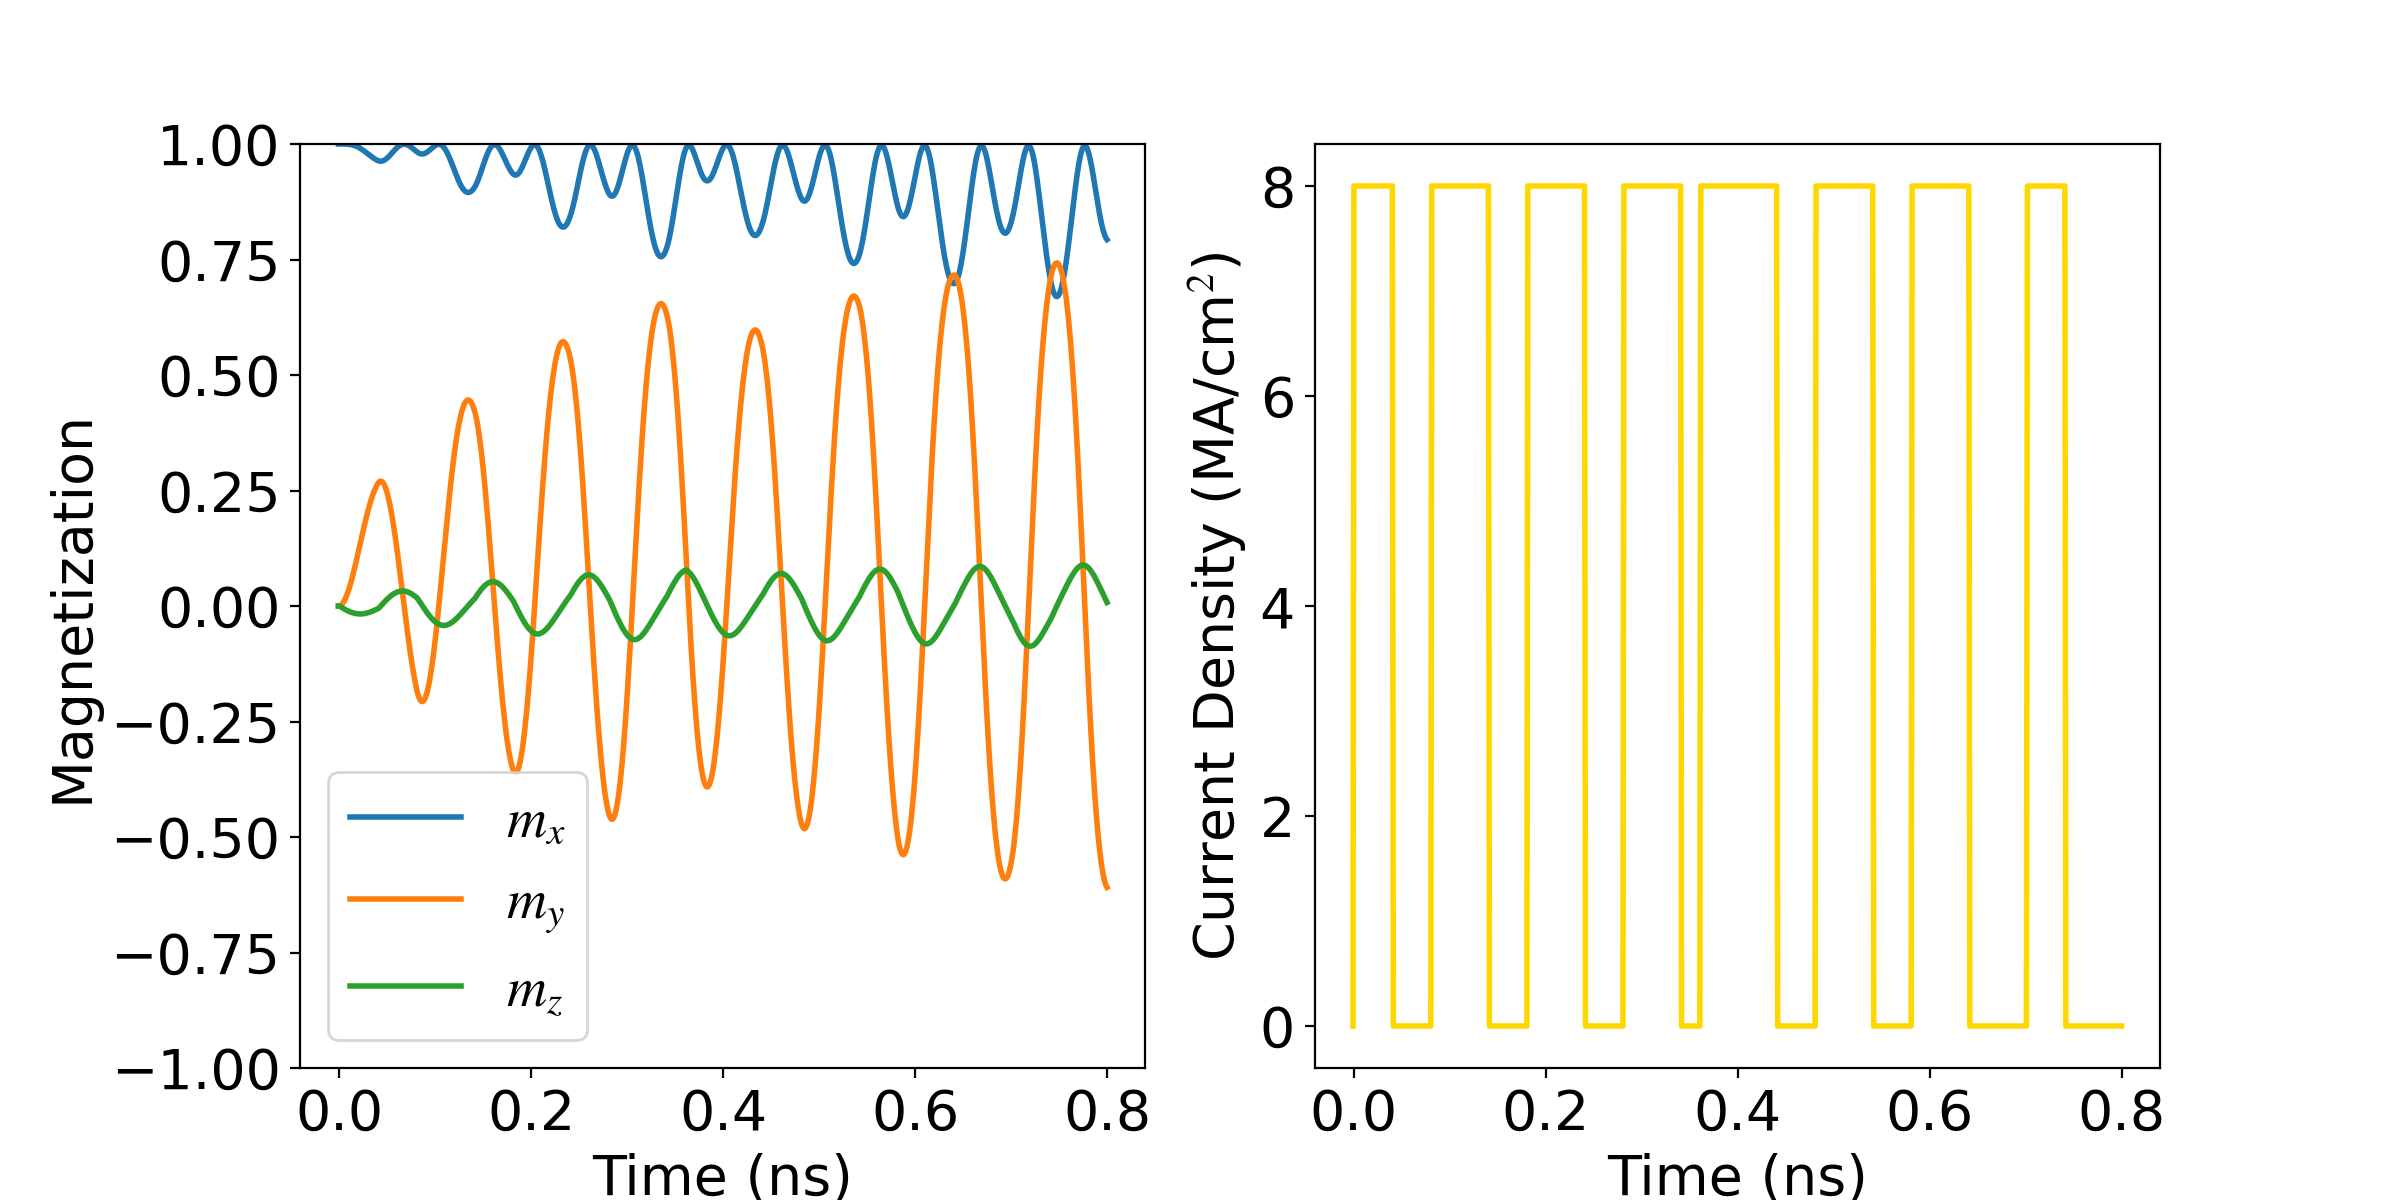 1.00
0.75
0.50
0.25
0.00
−0.25
−0.50
−0.75
−1.00
Magnetization
m_x
m_y
m_z
0.0 0.2 0.4 0.6 0.8
Time (ns)
8
6
4
2
0
Current Density (MA/cm²)
0.0 0.2 0.4 0.6 0.8
Time (ns)